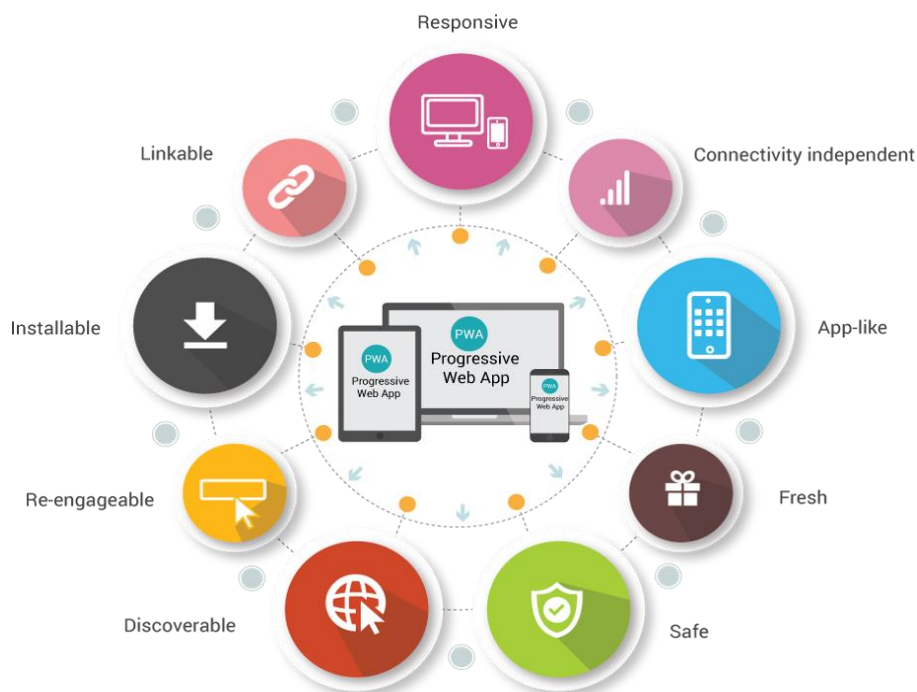 Responsive
Linkable
Connectivity independent
Installable
App-like
PWA
Progressive
Web App
PWA
Progressive
Web App
PWA
Progressive
Web App
Re-engageable
Fresh
Discoverable
Safe